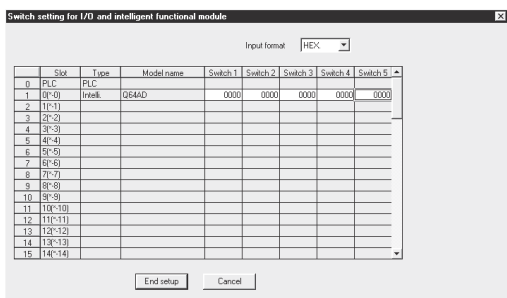 Switch setting for I/O and intelligent functional module
Input format HEX
Slot Type Model name Switch 1 Switch 2 Switch 3 Switch 4 Switch 5
0 PLC PLC
1 0(*-0) Intelli. Q64AD 0000 0000 0000 0000 0000
2 1(*-1)
3 2(*-2)
4 3(*-3)
5 4(*-4)
6 5(*-5)
7 6(*-6)
8 7(*-7)
9 8(*-8)
10 9(*-9)
11 10(*-10)
12 11(*-11)
13 12(*-12)
14 13(*-13)
15 14(*-14)
End setup Cancel